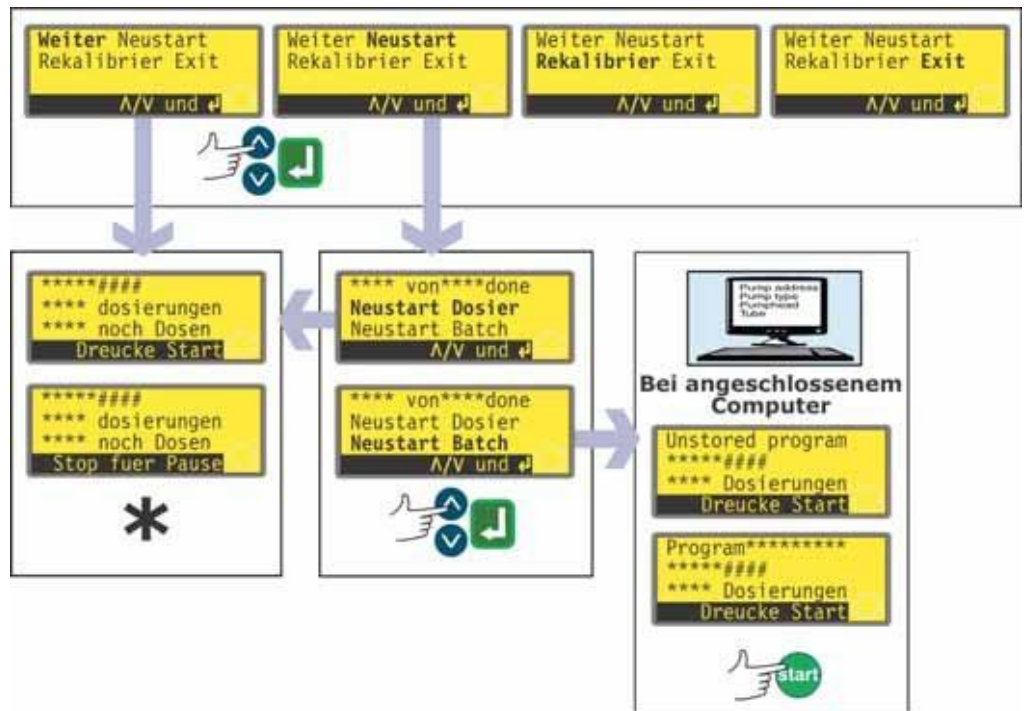 Weiter Neustart
Rekalibrier Exit
Λ/V und ↵
Weiter Neustart
Rekalibrier Exit
Λ/V und ↵
Weiter Neustart
Rekalibrier Exit
Λ/V und ↵
Weiter Neustart
Rekalibrier Exit
Λ/V und ↵
*****####
**** dosierungen
**** noch Dosen
Dreucke Start
*****####
**** dosierungen
**** noch Dosen
Stop fuer Pause
*
**** von****done
Neustart Dosier
Neustart Batch
Λ/V und ↵
**** von****done
Neustart Dosier
Neustart Batch
Λ/V und ↵
Pump address
Pump type
Pumphead
Tube
Bei angeschlossenem
Computer
Unstored program
*****####
**** Dosierungen
Dreucke Start
Program*********
*****####
**** Dosierungen
Dreucke Start
start